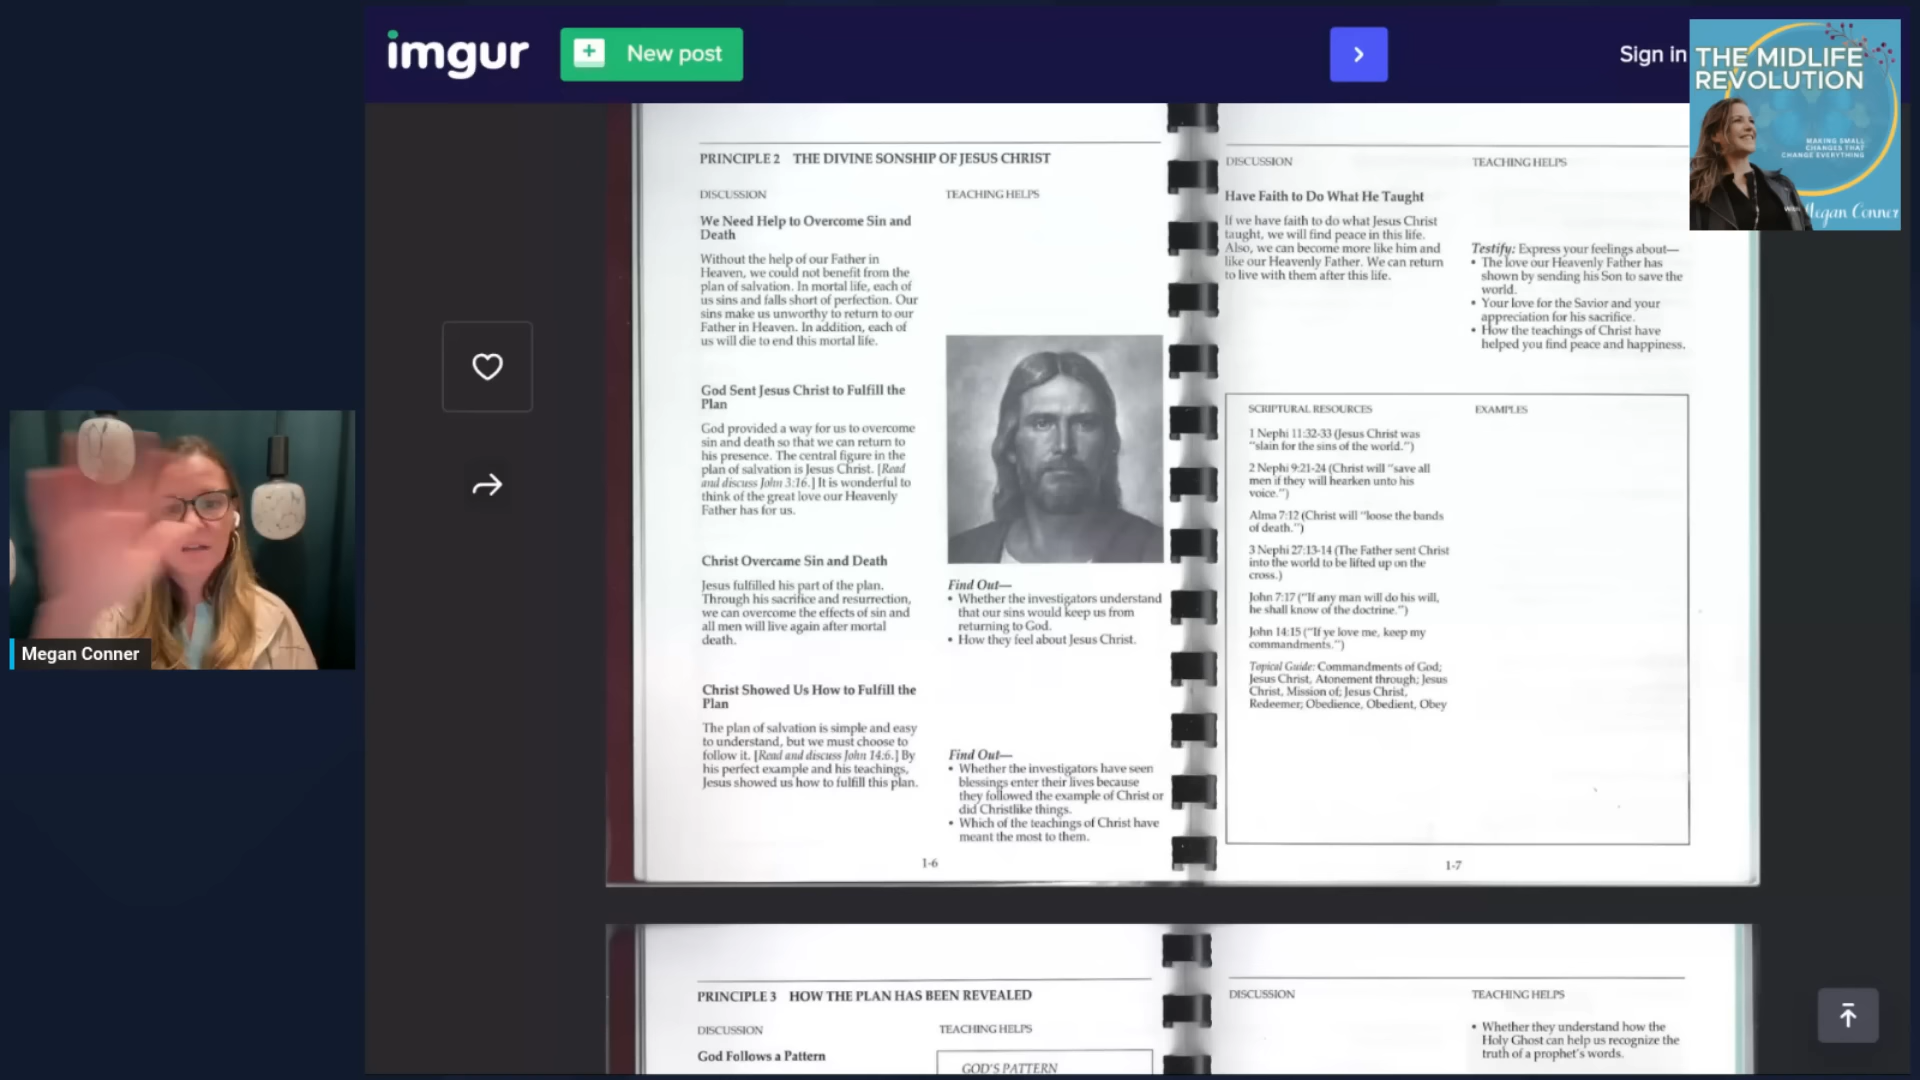 imgur
New post
Sign in
THE MIDLIFE
REVOLUTION
MAKING SMALL
CHANGES THAT
CHANGE EVERYTHING
With Megan Conner
Megan Conner
PRINCIPLE 2 THE DIVINE SONSHIP OF JESUS CHRIST
DISCUSSION
TEACHING HELPS
We Need Help to Overcome Sin and
Death
Without the help of our Father in
Heaven, we could not benefit from the
plan of salvation. In mortal life, each of
us sins and falls short of perfection. Our
sins make us unworthy to return to our
Father in Heaven. In addition, each of
us will die to end this mortal life.
God Sent Jesus Christ to Fulfill the
Plan
God provided a way for us to overcome
sin and death so that we can return to
his presence. The central figure in the
plan of salvation is Jesus Christ. [Read
and discuss John 3:16.] It is wonderful to
think of the great love our Heavenly
Father has for us.
Christ Overcame Sin and Death
Jesus fulfilled his part of the plan.
Through his sacrifice and resurrection,
we can overcome the effects of sin and
all men will live again after mortal
death.
Find Out—
• Whether the investigators understand
that our sins would keep us from
returning to God.
• How they feel about Jesus Christ.
Christ Showed Us How to Fulfill the
Plan
The plan of salvation is simple and easy
to understand, but we must choose to
follow it. [Read and discuss John 14:6.] By
his perfect example and his teachings,
Jesus showed us how to fulfill this plan.
Find Out—
• Whether the investigators have seen
blessings enter their lives because
they followed the example of Christ or
did Christlike things.
• Which of the teachings of Christ have
meant the most to them.
1-6
DISCUSSION
TEACHING HELPS
Have Faith to Do What He Taught
If we have faith to do what Jesus Christ
taught, we will find peace in this life.
Also, we can become more like him and
like our Heavenly Father. We can return
to live with them after this life.
Testify: Express your feelings about—
• The love our Heavenly Father has
shown by sending his Son to save the
world.
• Your love for the Savior and your
appreciation for his sacrifice.
• How the teachings of Christ have
helped you find peace and happiness.
SCRIPTURAL RESOURCES
EXAMPLES
1 Nephi 11:32-33 (Jesus Christ was
"slain for the sins of the world.")
2 Nephi 9:21-24 (Christ will "save all
men if they will hearken unto his
voice.")
Alma 7:12 (Christ will "loose the bands
of death.")
3 Nephi 27:13-14 (The Father sent Christ
into the world to be lifted up on the
cross.)
John 7:17 ("If any man will do his will,
he shall know of the doctrine.")
John 14:15 ("If ye love me, keep my
commandments.")
Topical Guide: Commandments of God;
Jesus Christ, Atonement through; Jesus
Christ, Mission of; Jesus Christ,
Redeemer; Obedience, Obedient, Obey
1-7
PRINCIPLE 3 HOW THE PLAN HAS BEEN REVEALED
DISCUSSION
TEACHING HELPS
God Follows a Pattern
GOD'S PATTERN
DISCUSSION
TEACHING HELPS
• Whether they understand how the
Holy Ghost can help us recognize the
truth of a prophet's words.